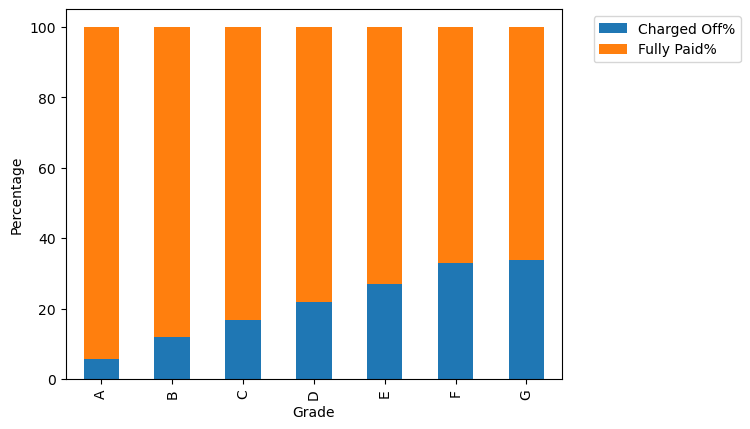 100
80
60
40
20
0
Percentage
A
B
C
D
E
F
G
Grade
Charged Off%
Fully Paid%